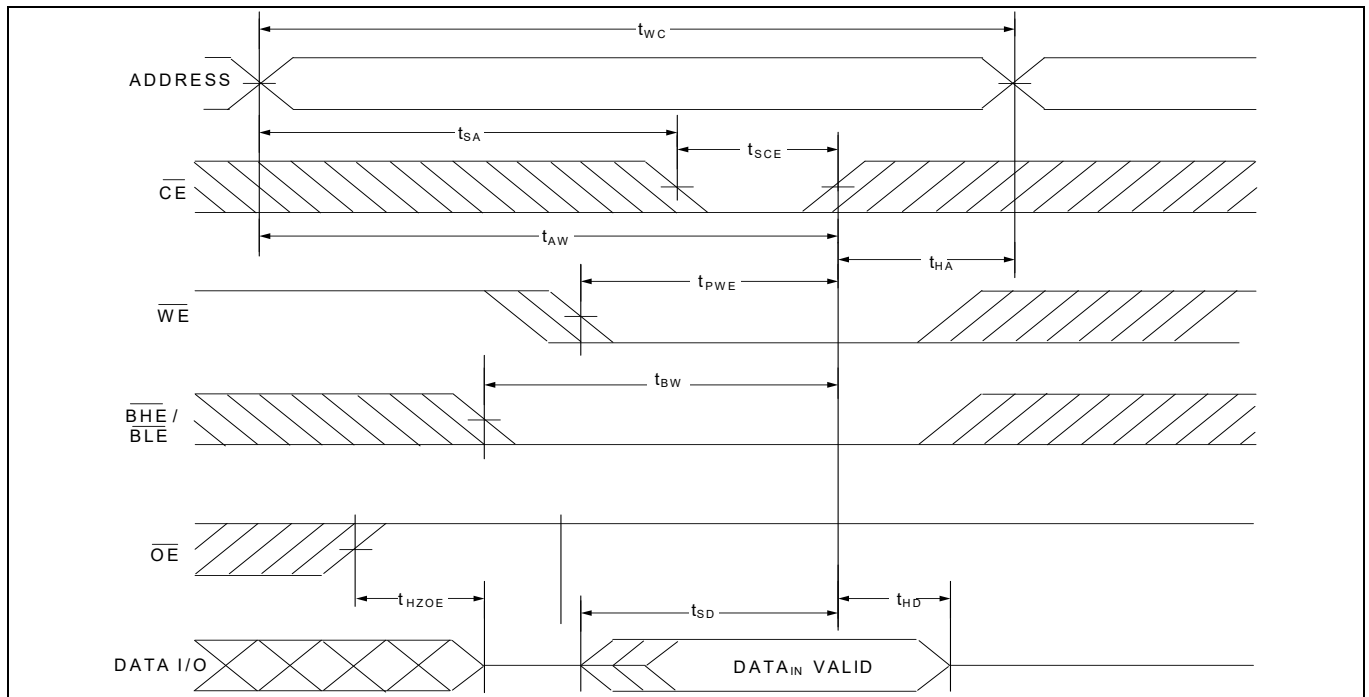 tWC
ADDRESS
tSA
tSCE
CE
tAW
tHA
tPWE
WE
tBW
BHE /
BLE
OE
tHZOE
tSD
tHD
DATA I/O
DATAIN VALID